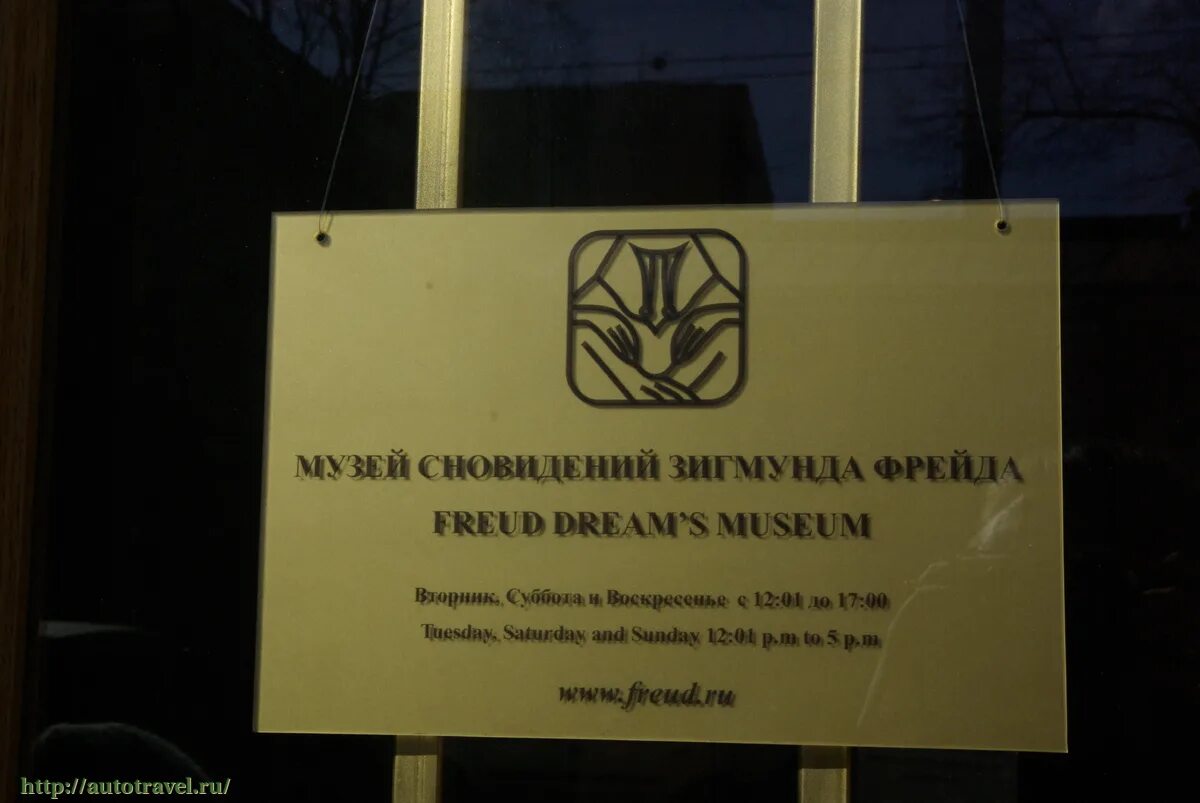 МУЗЕЙ СНОВИДЕНИЙ ЗИГМУНДА ФРЕЙДА
FREUD DREAM'S MUSEUM
Вторник, Суббота и Воскресенье с 12:01 до 17:00
Tuesday, Saturday and Sunday 12:01 p.m to 5 p.m
www.freud.ru
http://autotravel.ru/